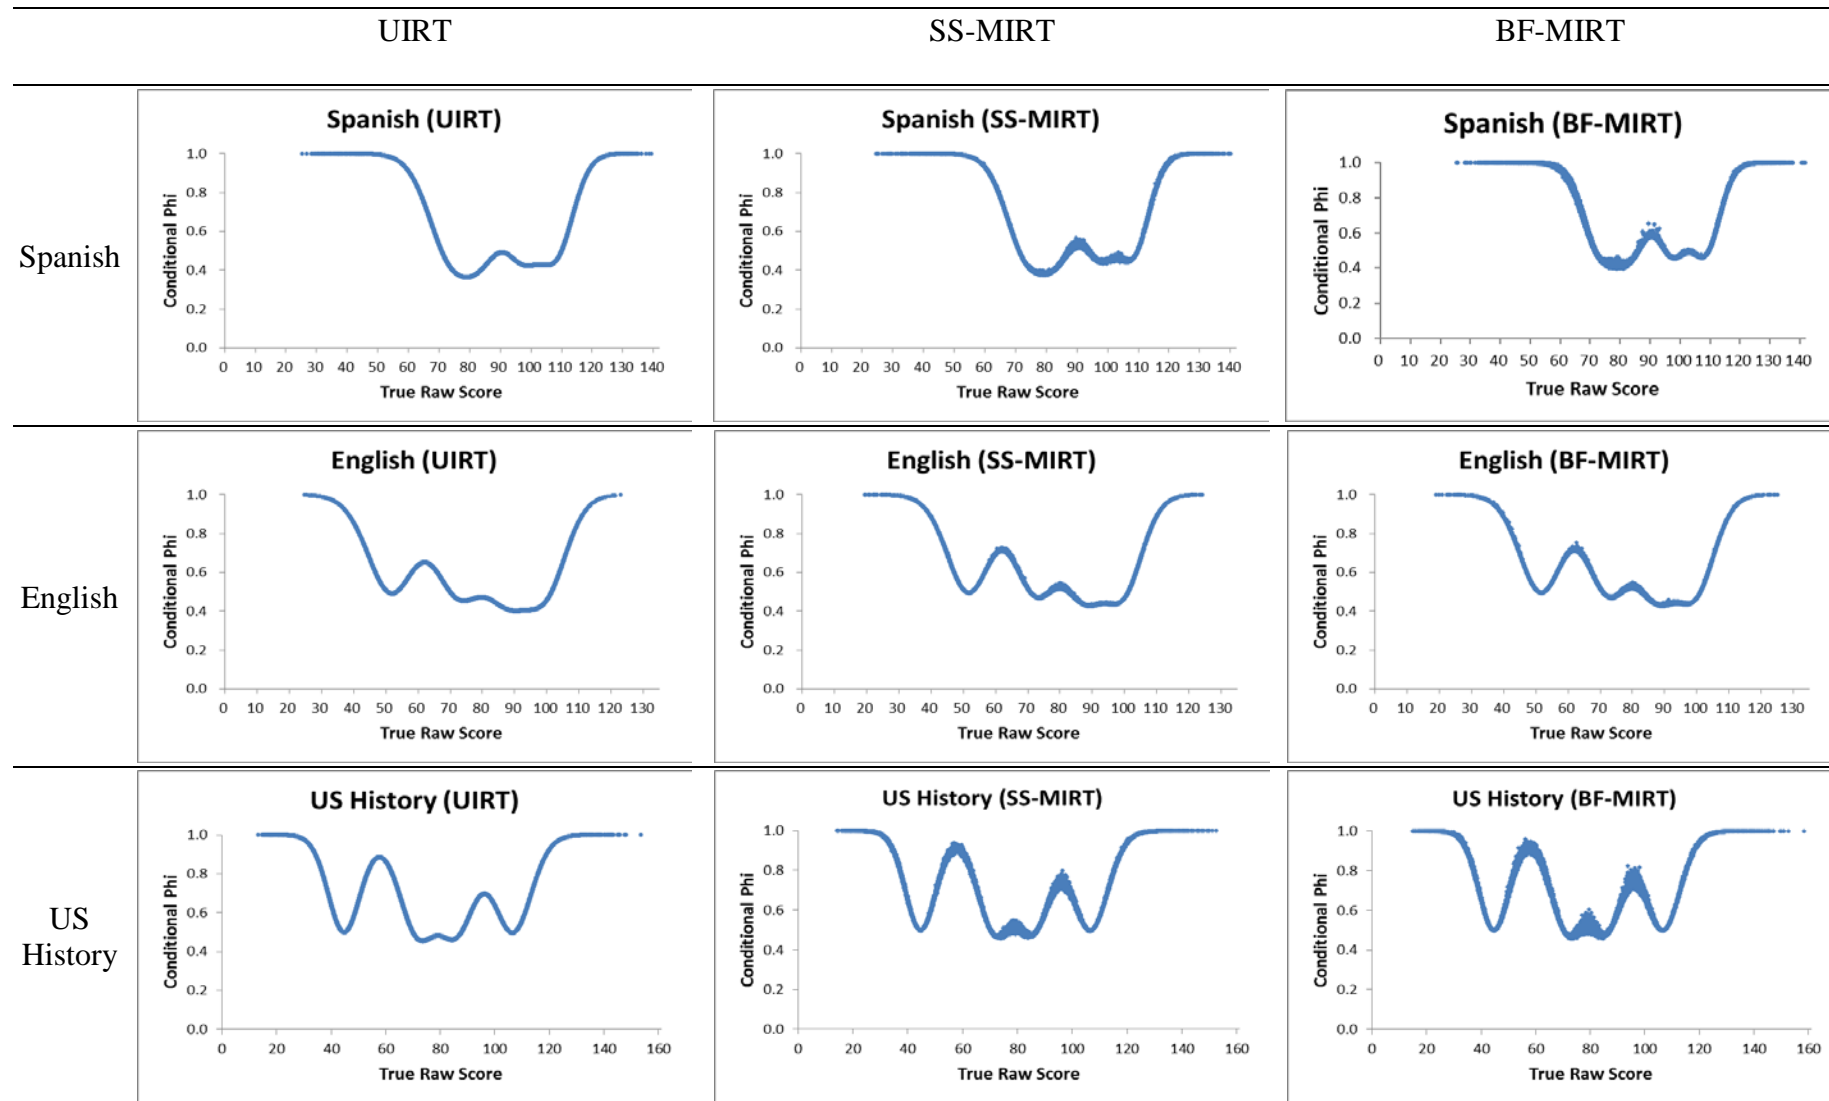 UIRT SS-MIRT BF-MIRT
Spanish
Spanish (UIRT)
Conditional Phi
1.0
0.8
0.6
0.4
0.2
0.0
0 10 20 30 40 50 60 70 80 90 100 110 120 130 140
True Raw Score
Spanish (SS-MIRT)
Conditional Phi
1.0
0.8
0.6
0.4
0.2
0.0
0 10 20 30 40 50 60 70 80 90 100 110 120 130 140
True Raw Score
Spanish (BF-MIRT)
Conditional Phi
1.0
0.8
0.6
0.4
0.2
0.0
0 10 20 30 40 50 60 70 80 90 100 110 120 130 140
True Raw Score
English
English (UIRT)
Conditional Phi
1.0
0.8
0.6
0.4
0.2
0.0
0 10 20 30 40 50 60 70 80 90 100 110 120 130
True Raw Score
English (SS-MIRT)
Conditional Phi
1.0
0.8
0.6
0.4
0.2
0.0
0 10 20 30 40 50 60 70 80 90 100 110 120 130
True Raw Score
English (BF-MIRT)
Conditional Phi
1.0
0.8
0.6
0.4
0.2
0.0
0 10 20 30 40 50 60 70 80 90 100 110 120 130
True Raw Score
US
History
US History (UIRT)
Conditional Phi
1.0
0.8
0.6
0.4
0.2
0.0
0 20 40 60 80 100 120 140 160
True Raw Score
US History (SS-MIRT)
Conditional Phi
1.0
0.8
0.6
0.4
0.2
0.0
0 20 40 60 80 100 120 140 160
True Raw Score
US History (BF-MIRT)
Conditional Phi
1.0
0.8
0.6
0.4
0.2
0.0
0 20 40 60 80 100 120 140 160
True Raw Score